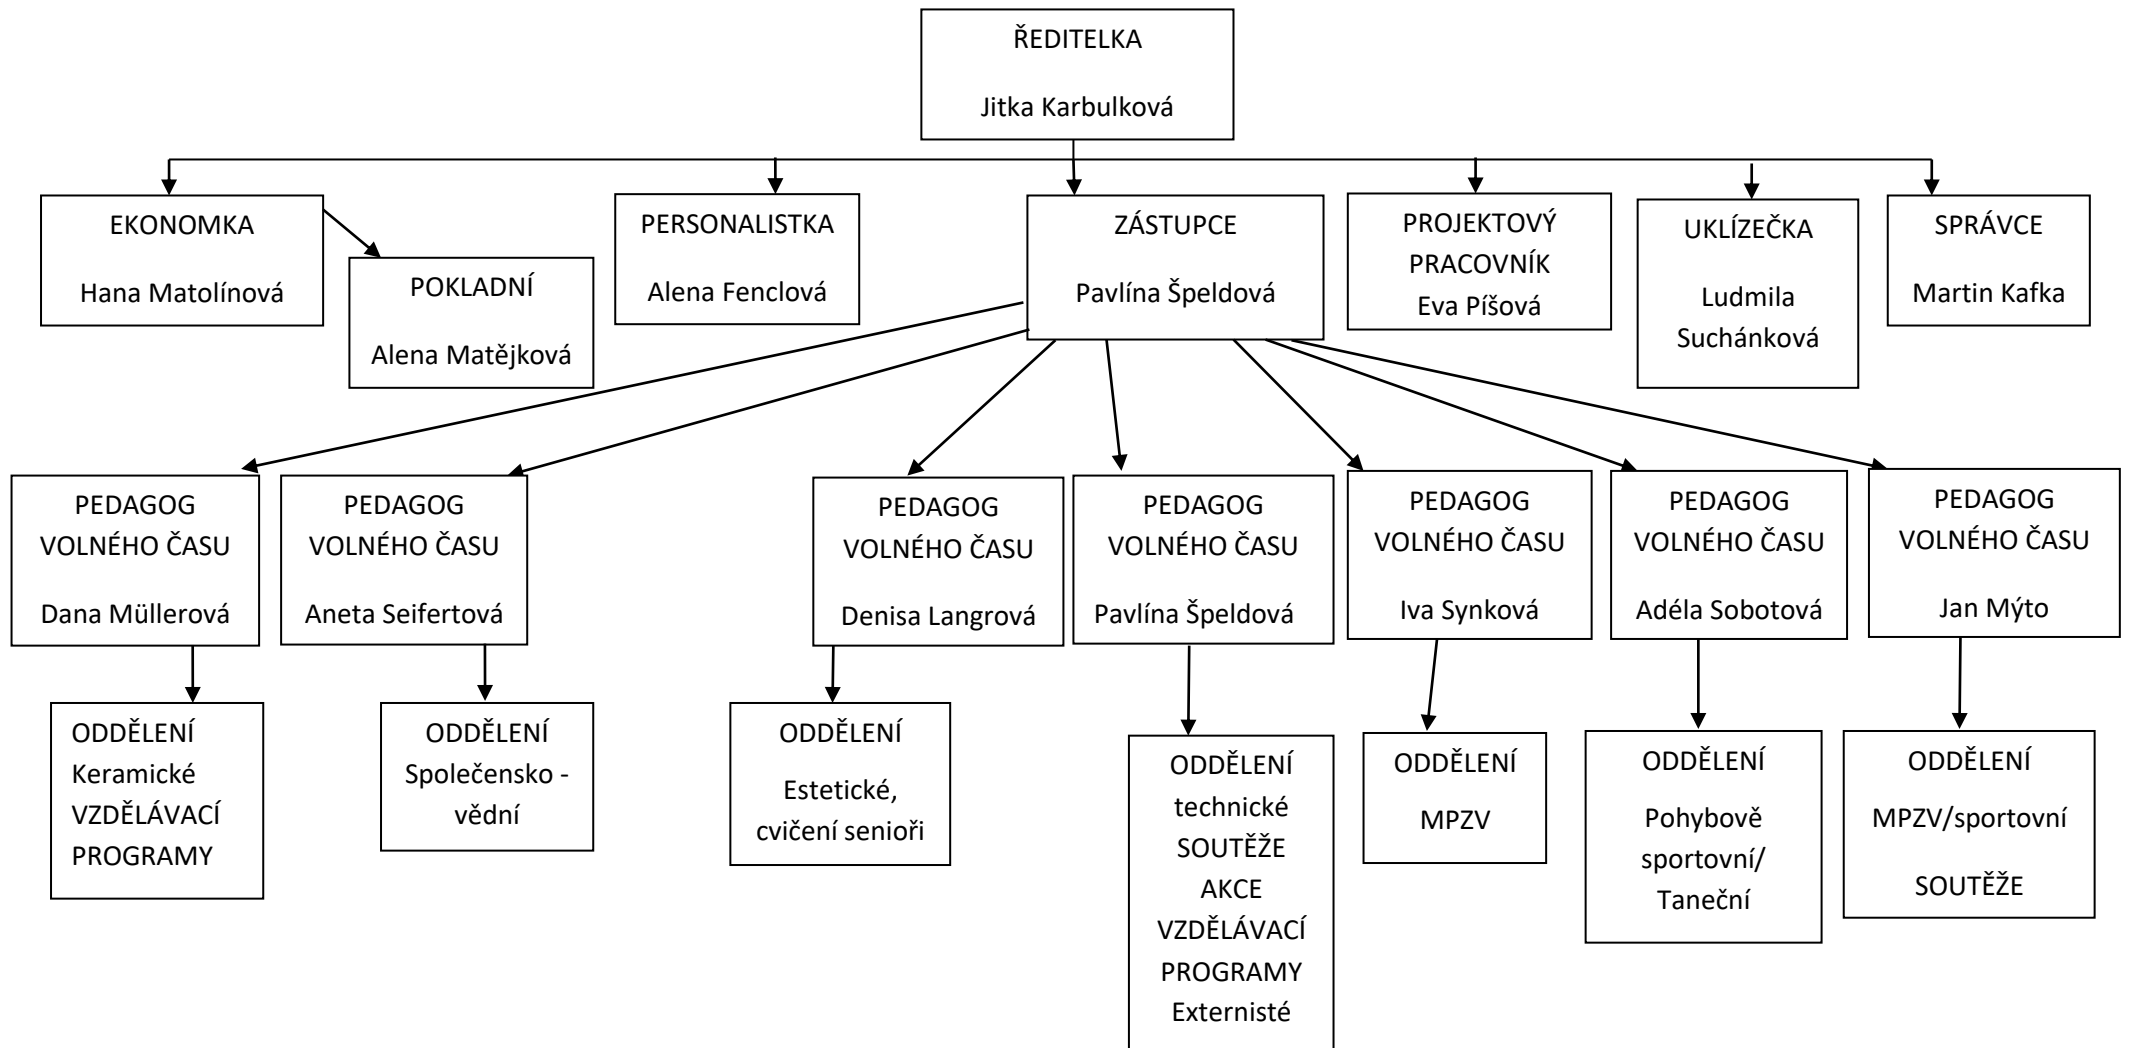 ŘEDITELKA
Jitka Karbulková
EKONOMKA
Hana Matolínová
POKLADNÍ
Alena Matějková
PERSONALISTKA
Alena Fenclová
ZÁSTUPCE
Pavlína Špeldová
PROJEKTOVÝ
PRACOVNÍK
Eva Píšová
UKLÍZEČKA
Ludmila
Suchánková
SPRÁVCE
Martin Kafka
PEDAGOG
VOLNÉHO ČASU
Dana Müllerová
PEDAGOG
VOLNÉHO ČASU
Aneta Seifertová
PEDAGOG
VOLNÉHO ČASU
Denisa Langrová
PEDAGOG
VOLNÉHO ČASU
Pavlína Špeldová
PEDAGOG
VOLNÉHO ČASU
Iva Synková
PEDAGOG
VOLNÉHO ČASU
Adéla Sobotová
PEDAGOG
VOLNÉHO ČASU
Jan Mýto
ODDĚLENÍ
Keramické
VZDĚLÁVACÍ
PROGRAMY
ODDĚLENÍ
Společensko -
vědní
ODDĚLENÍ
Estetické,
cvičení senioři
ODDĚLENÍ
technické
SOUTĚŽE
AKCE
VZDĚLÁVACÍ
PROGRAMY
Externisté
ODDĚLENÍ
MPZV
ODDĚLENÍ
Pohybově
sportovní/
Taneční
ODDĚLENÍ
MPZV/sportovní
SOUTĚŽE